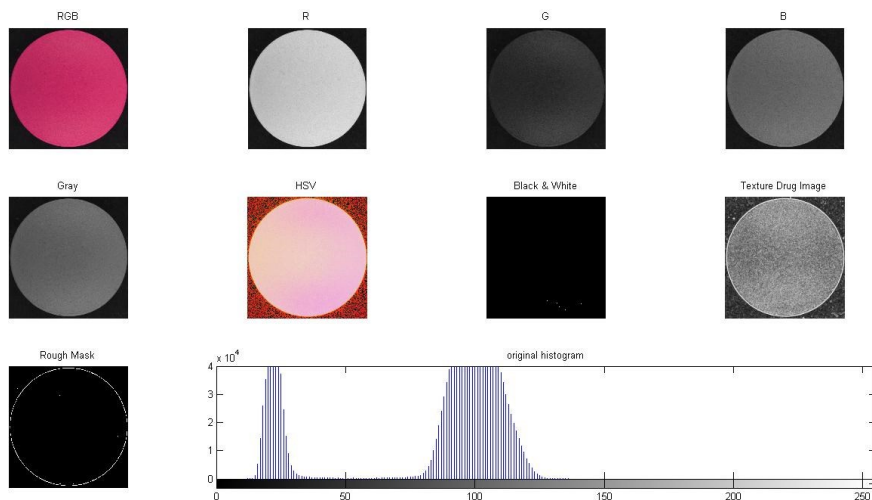 RGB
R
G
B
Gray
HSV
Black & White
Texture Drug Image
Rough Mask
x 10^4
original histogram
4
3
2
1
0
0
50
100
150
200
250